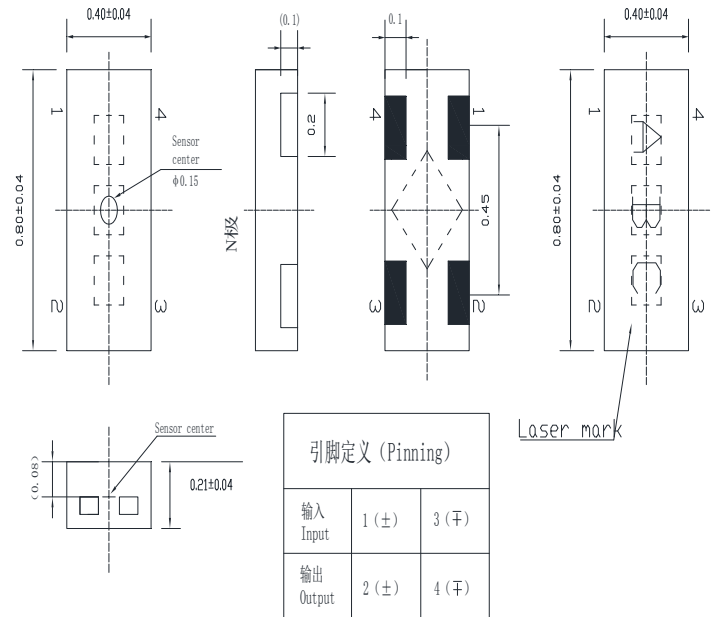 0.40±0.04
(0.1)
0.1
0.40±0.04
1
4
4
1
1
4
0.2
Sensor
center
ϕ0.15
0.80±0.04
N极
0.45
0.80±0.04
2
3
3
2
2
3
Laser mark
Sensor center
(0.08)
0.21±0.04
引脚定义 (Pinning)
输入
Input
1 (±)
3 (∓)
输出
Output
2 (±)
4 (∓)